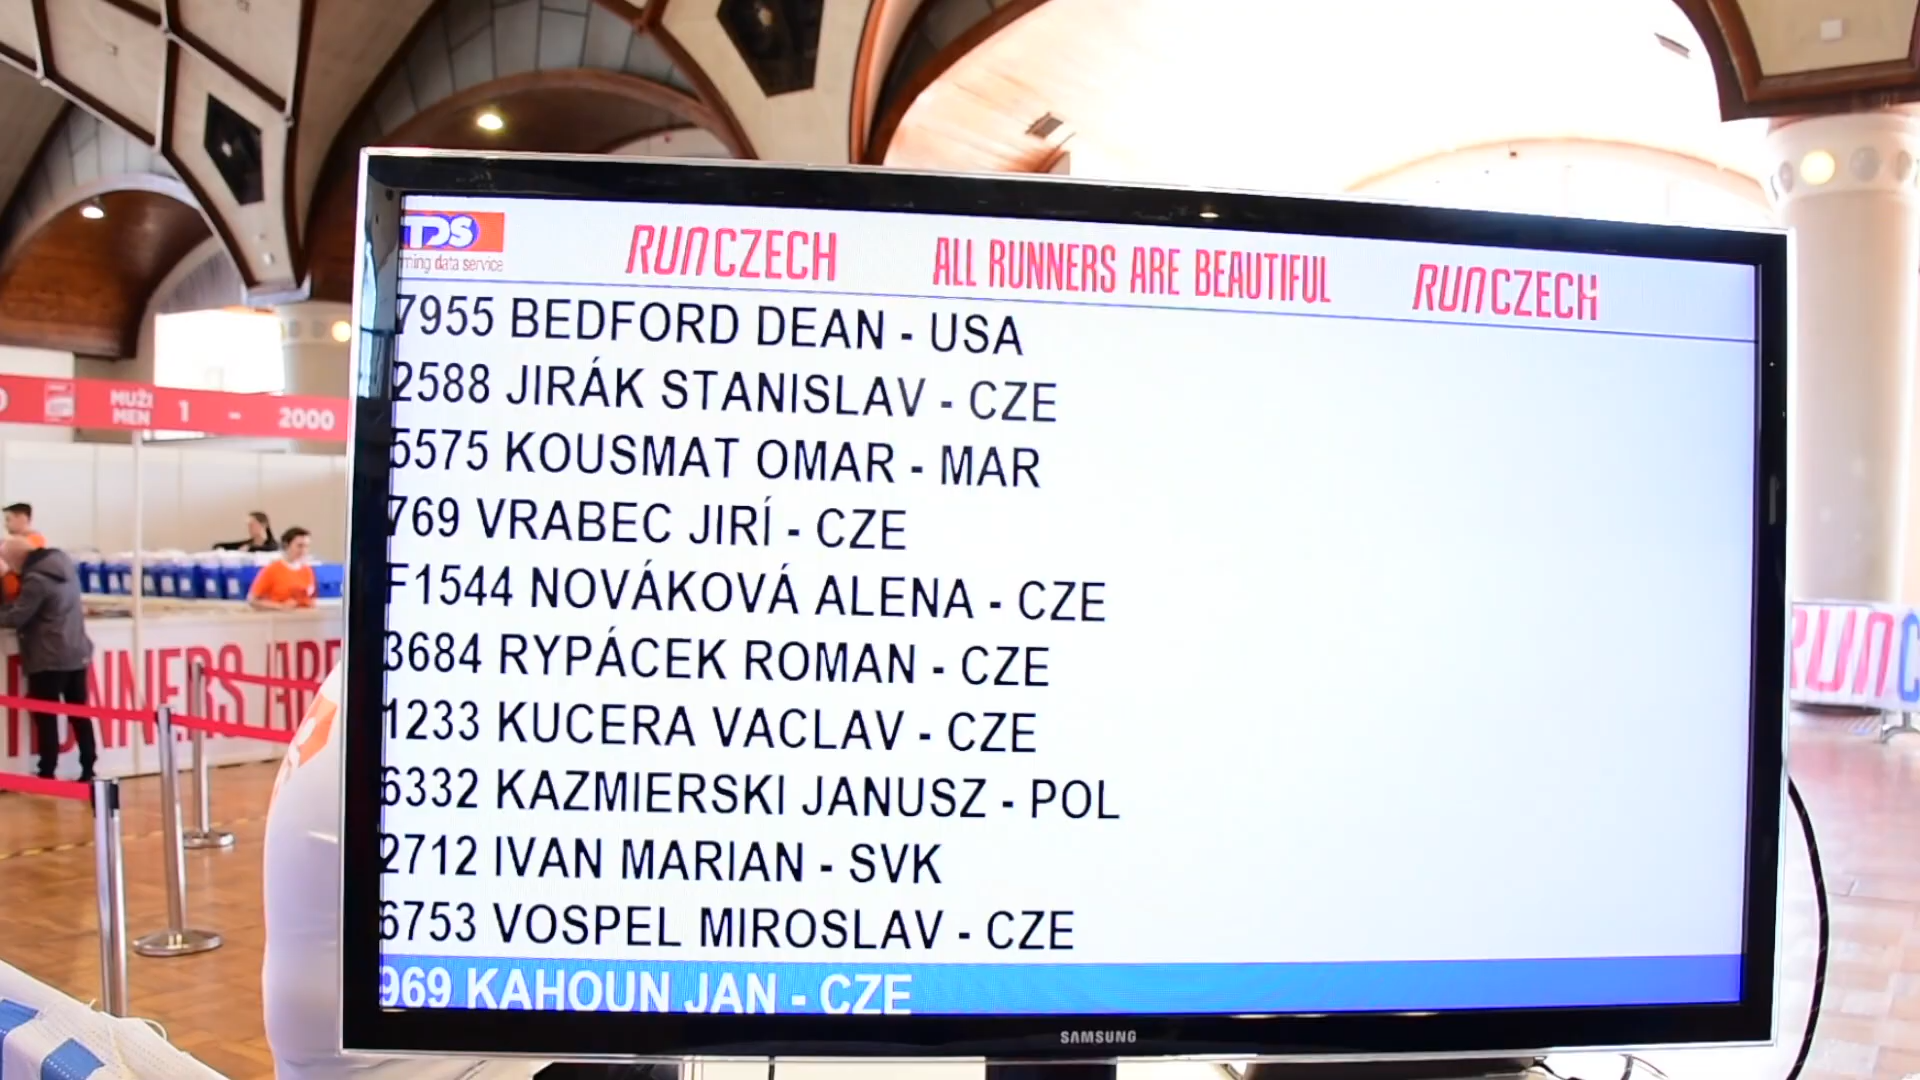 TDS
ming data service
RUNCZECH ALL RUNNERS ARE BEAUTIFUL RUNCZECH
7955 BEDFORD DEAN - USA
2588 JIRÁK STANISLAV - CZE
5575 KOUSMAT OMAR - MAR
769 VRABEC JIRÍ - CZE
F1544 NOVÁKOVÁ ALENA - CZE
3684 RYPÁCEK ROMAN - CZE
1233 KUCERA VACLAV - CZE
6332 KAZMIERSKI JANUSZ - POL
2712 IVAN MARIAN - SVK
6753 VOSPEL MIROSLAV - CZE
969 KAHOUN JAN - CZE
SAMSUNG
MUŽI
MEN 1 - 2000
RUNNERS ARE
RUNC